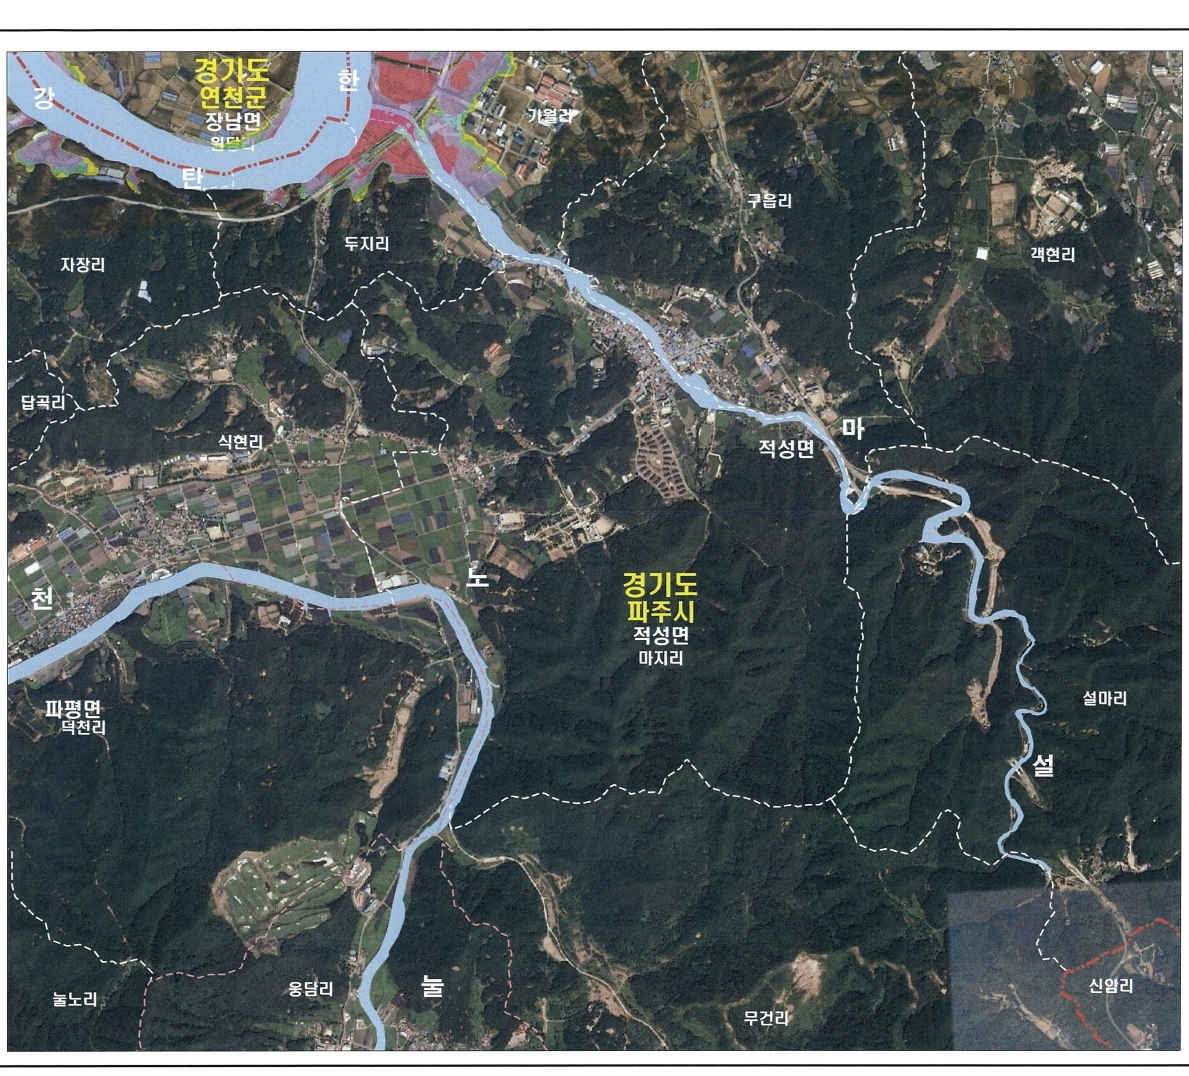 경기도
연천군
장남면
원당리
강
한
탄
가월리
구읍리
두지리
자장리
객현리
답곡리
식현리
마
적성면
노
천
경기도
파주시
적성면
마지리
파평면
덕천리
설마리
설
눌노리
웅담리
눌
무건리
신암리